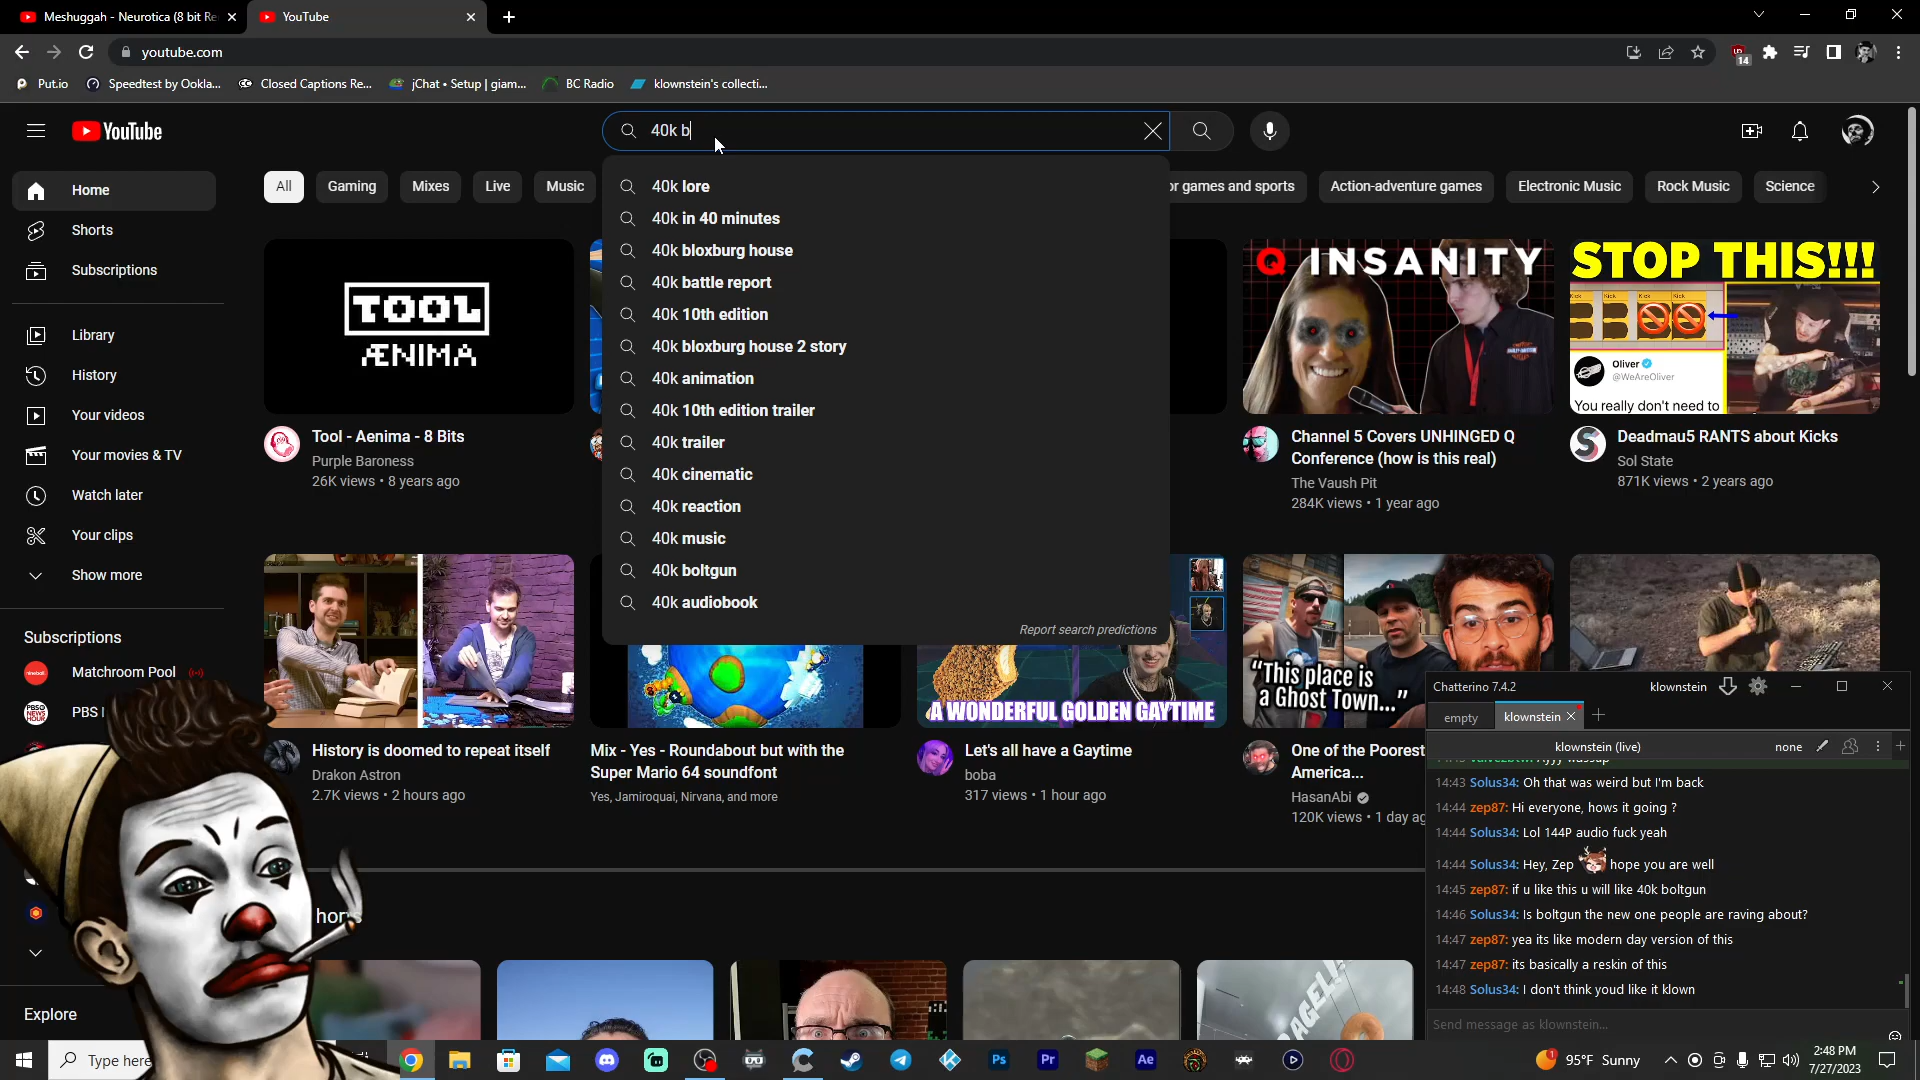 Meshuggah - Neurotica (8 bit Re
YouTube
youtube.com
14
Put.io
Speedtest by Ookla...
Closed Captions Re...
jChat • Setup | giam...
BC Radio
klownstein's collecti...
YouTube
40k b
All
Gaming
Mixes
Live
Music
or games and sports
Action-adventure games
Electronic Music
Rock Music
Science
Home
Shorts
Subscriptions
Library
History
Your videos
Your movies & TV
Watch later
Your clips
Show more
Subscriptions
Matchroom Pool
PBS
Explore
40k lore
40k in 40 minutes
40k bloxburg house
40k battle report
40k 10th edition
40k bloxburg house 2 story
40k animation
40k 10th edition trailer
40k trailer
40k cinematic
40k reaction
40k music
40k boltgun
40k audiobook
Report search predictions
TOOL
ÆNIMA
Tool - Aenima - 8 Bits
Purple Baroness
26K views • 8 years ago
Q INSANITY
Channel 5 Covers UNHINGED Q
Conference (how is this real)
The Vaush Pit
284K views • 1 year ago
STOP THIS!!!
Kick
Kick
Kick
Oliver
@WeAreOliver
You really don't need to
Deadmau5 RANTS about Kicks
Sol State
871K views • 2 years ago
History is doomed to repeat itself
Drakon Astron
2.7K views • 2 hours ago
Mix - Yes - Roundabout but with the
Super Mario 64 soundfont
Yes, Jamiroquai, Nirvana, and more
A WONDERFUL GOLDEN GAYTIME
Let's all have a Gaytime
boba
317 views • 1 hour ago
"This place is
a Ghost Town..."
One of the Poorest
America...
HasanAbi
120K views • 1 day ag
Chatterino 7.4.2
klownstein
empty
klownstein
klownstein (live)
none
14:43 Solus34: Oh that was weird but I'm back
14:44 zep87: Hi everyone, hows it going ?
14:44 Solus34: Lol 144P audio fuck yeah
14:44 Solus34: Hey, Zep hope you are well
14:45 zep87: if u like this u will like 40k boltgun
14:46 Solus34: Is boltgun the new one people are raving about?
14:47 zep87: yea its like modern day version of this
14:47 zep87: its basically a reskin of this
14:48 Solus34: I don't think youd like it klown
Send message as klownstein...
Type here
Ps
Pr
Ae
1
95°F Sunny
2:48 PM
7/27/2023